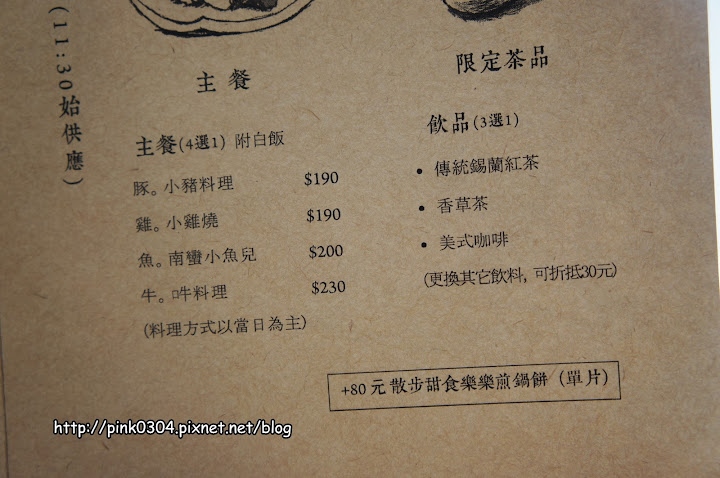 (11:30始供應)
主餐
主餐(4選1) 附白飯
豚。小豬料理 $190
雞。小雞燒 $190
魚。南蠻小魚兒 $200
牛。吽料理 $230
(料理方式以當日為主)
限定茶品
飲品(3選1)
• 傳統錫蘭紅茶
• 香草茶
• 美式咖啡
(更換其它飲料, 可折抵30元)
+80 元 散步甜食樂樂煎鍋餅 (單片)
http://pink0304.pixnet.net/blog